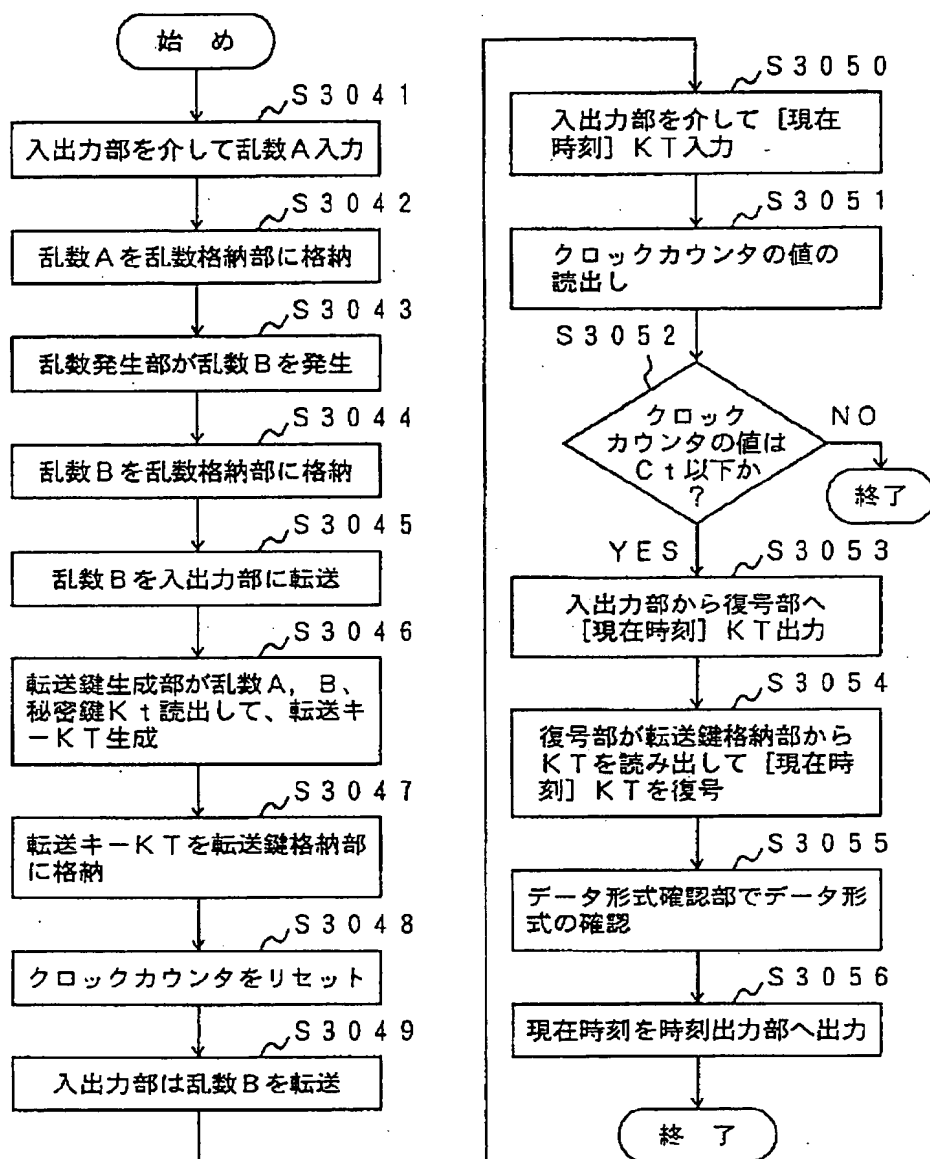 始 め
S3041
入出力部を介して乱数A入力
S3042
乱数Aを乱数格納部に格納
S3043
乱数発生部が乱数Bを発生
S3044
乱数Bを乱数格納部に格納
S3045
乱数Bを入出力部に転送
S3046
転送鍵生成部が乱数A，B、
秘密鍵Kt読出して、転送キ
ーKT生成
S3047
転送キーKTを転送鍵格納部
に格納
S3048
クロックカウンタをリセット
S3049
入出力部は乱数Bを転送
S3050
入出力部を介して［現在
時刻］KT入力
S3051
クロックカウンタの値の
読出し
S3052
クロック
カウンタの値は
Ct以下か
？
NO
終了
YES
S3053
入出力部から復号部へ
［現在時刻］KT出力
S3054
復号部が転送鍵格納部から
KTを読み出して［現在時
刻］KTを復号
S3055
データ形式確認部でデータ形
式の確認
S3056
現在時刻を時刻出力部へ出力
終 了